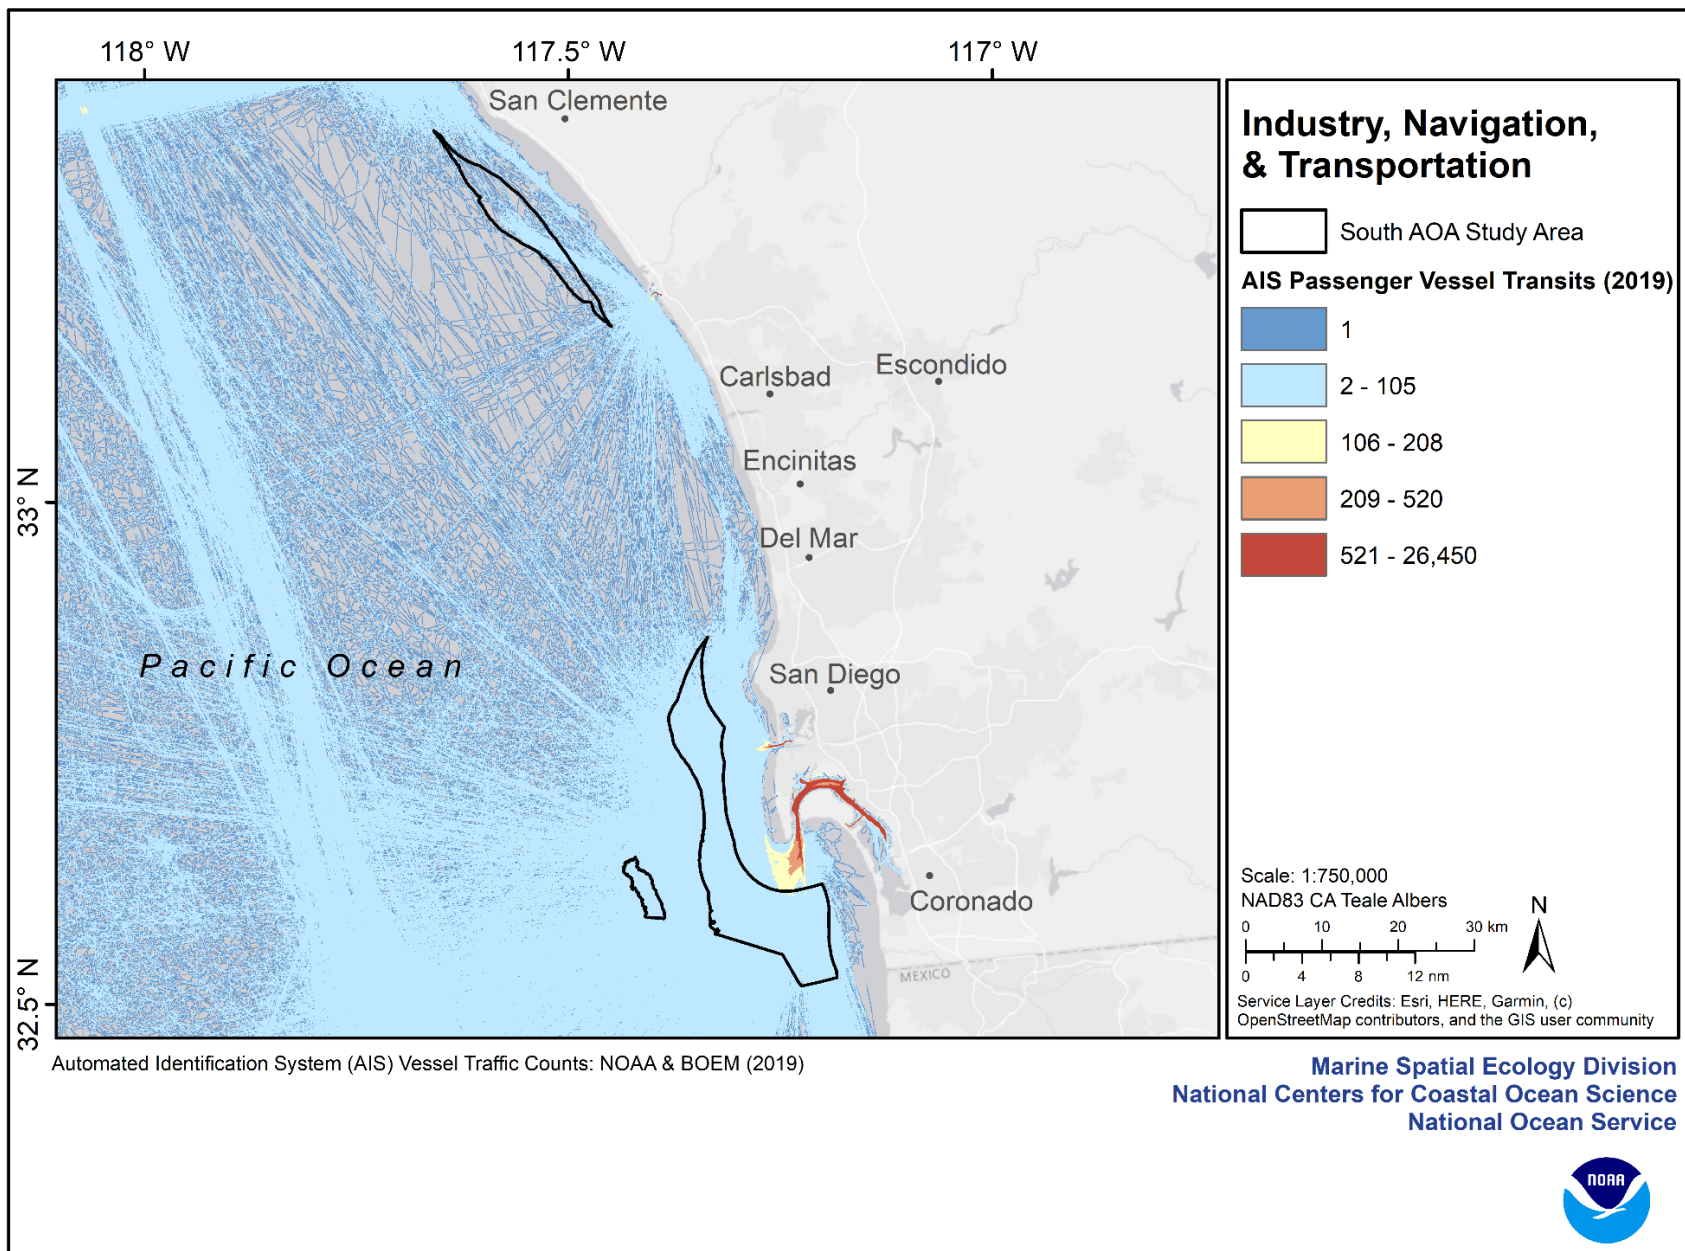 118° W
117.5° W
117° W
San Clemente
Carlsbad
Escondido
Encinitas
33° N
Del Mar
Pacific Ocean
San Diego
Coronado
MEXICO
32.5° N
Industry, Navigation,
& Transportation
South AOA Study Area
AIS Passenger Vessel Transits (2019)
1
2 - 105
106 - 208
209 - 520
521 - 26,450
Scale: 1:750,000
NAD83 CA Teale Albers
N
0 10 20 30 km
0 4 8 12 nm
Service Layer Credits: Esri, HERE, Garmin, (c)
OpenStreetMap contributors, and the GIS user community
Automated Identification System (AIS) Vessel Traffic Counts: NOAA & BOEM (2019)
Marine Spatial Ecology Division
National Centers for Coastal Ocean Science
National Ocean Service
NOAA